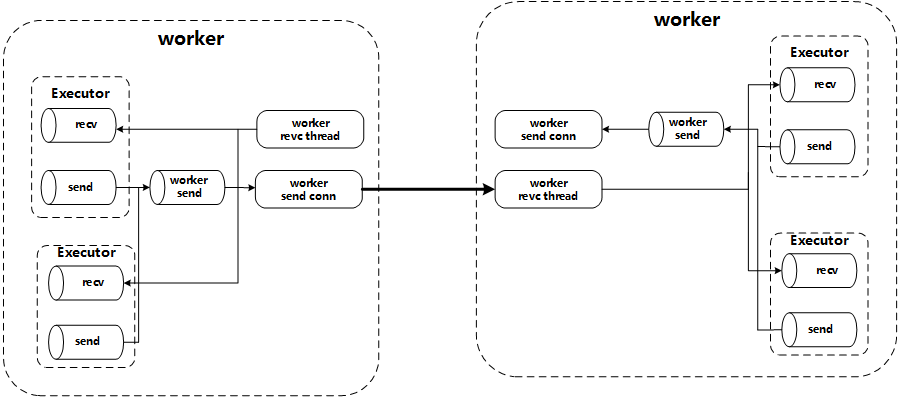 worker
Executor
recv
send
worker
send
worker
revc thread
worker
send conn
Executor
recv
send
worker
Executor
recv
send
worker
send conn
worker
send
worker
revc thread
Executor
recv
send